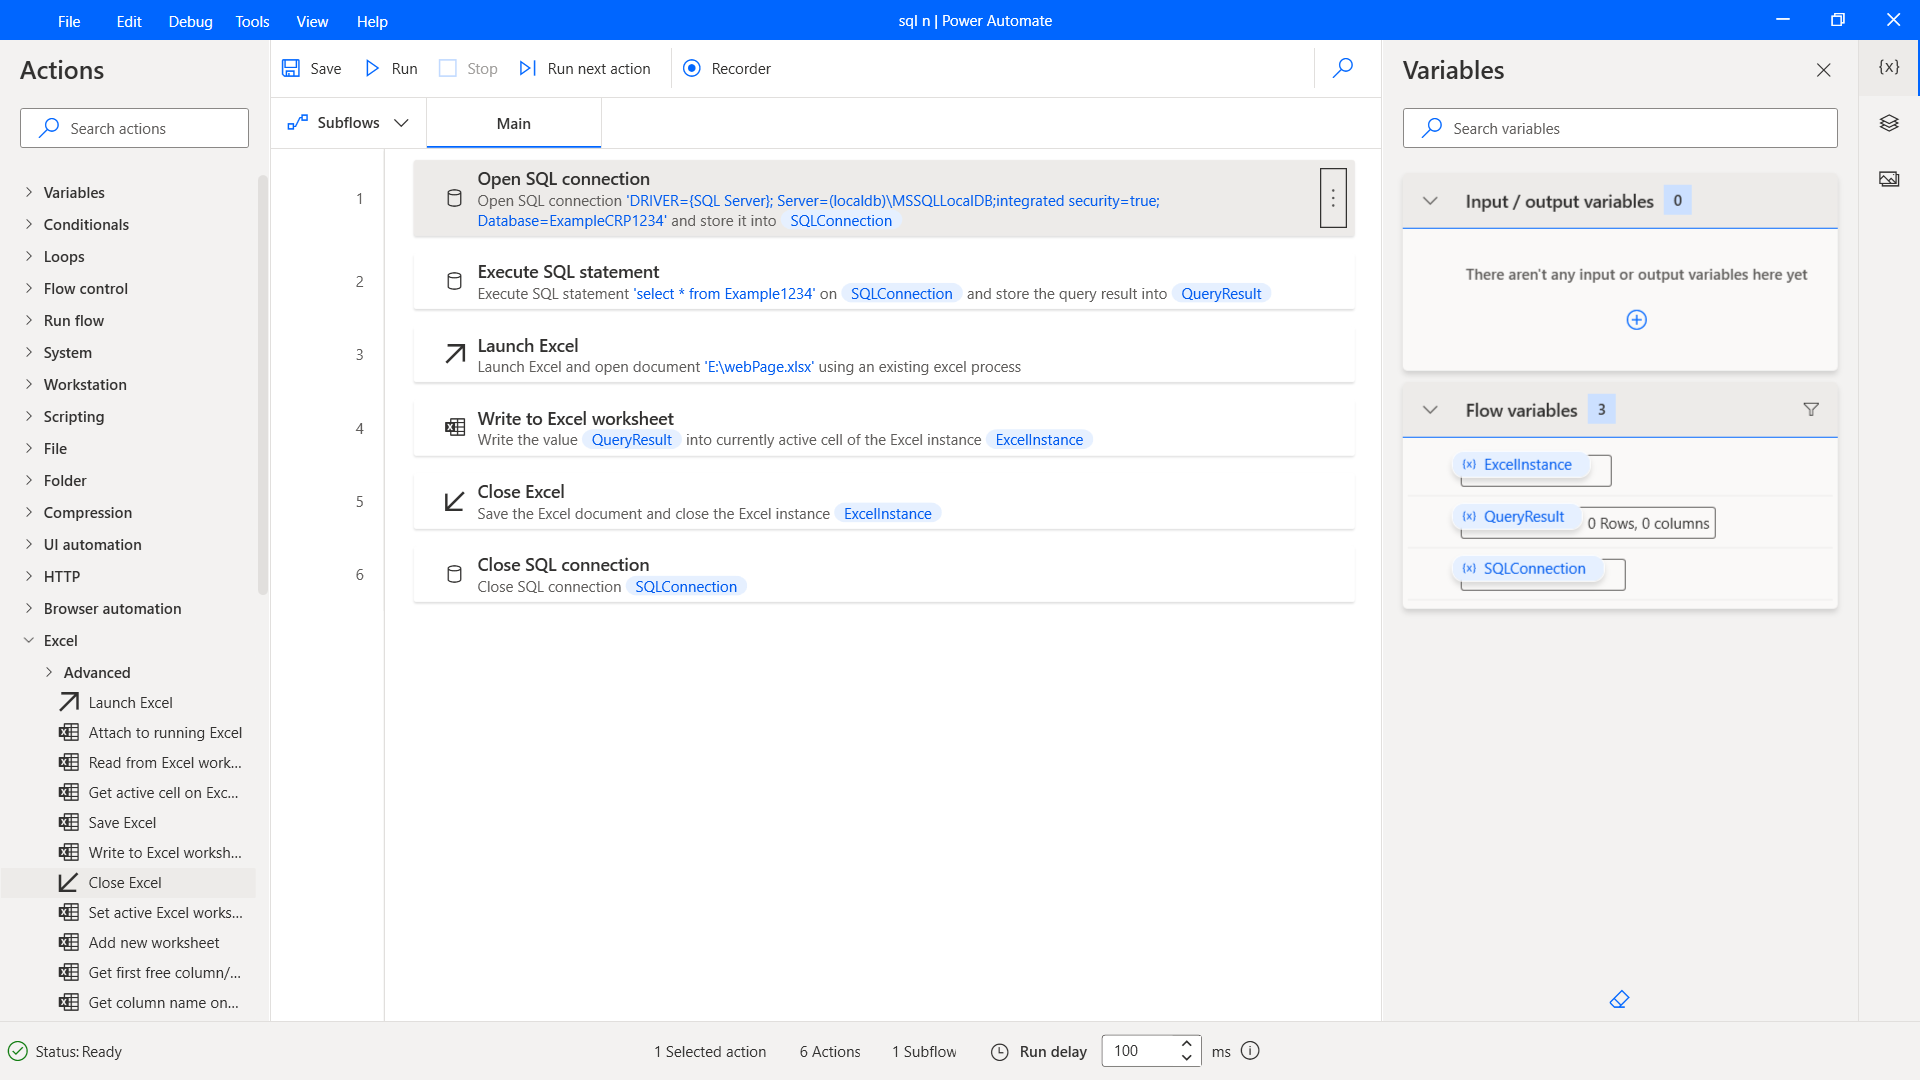 File Edit Debug Tools View Help
sql n | Power Automate
Actions
Search actions
Variables
Conditionals
Loops
Flow control
Run flow
System
Workstation
Scripting
File
Folder
Compression
UI automation
HTTP
Browser automation
Excel
Advanced
Launch Excel
Attach to running Excel
Read from Excel work...
Get active cell on Exc...
Save Excel
Write to Excel worksh...
Close Excel
Set active Excel works...
Add new worksheet
Get first free column/...
Get column name on...
Save Run Stop Run next action Recorder
Subflows Main
1
Open SQL connection
Open SQL connection 'DRIVER={SQL Server}; Server=(localdb)\MSSQLLocalDB;integrated security=true;
Database=ExampleCRP1234' and store it into SQLConnection
2
Execute SQL statement
Execute SQL statement 'select * from Example1234' on SQLConnection and store the query result into QueryResult
3
Launch Excel
Launch Excel and open document 'E:\webPage.xlsx' using an existing excel process
4
Write to Excel worksheet
Write the value QueryResult into currently active cell of the Excel instance ExcelInstance
5
Close Excel
Save the Excel document and close the Excel instance ExcelInstance
6
Close SQL connection
Close SQL connection SQLConnection
Variables
{x}
Search variables
Input / output variables 0
There aren't any input or output variables here yet
Flow variables 3
(x) ExcelInstance
(x) QueryResult 0 Rows, 0 columns
(x) SQLConnection
Status: Ready
1 Selected action 6 Actions 1 Subflow Run delay 100 ms